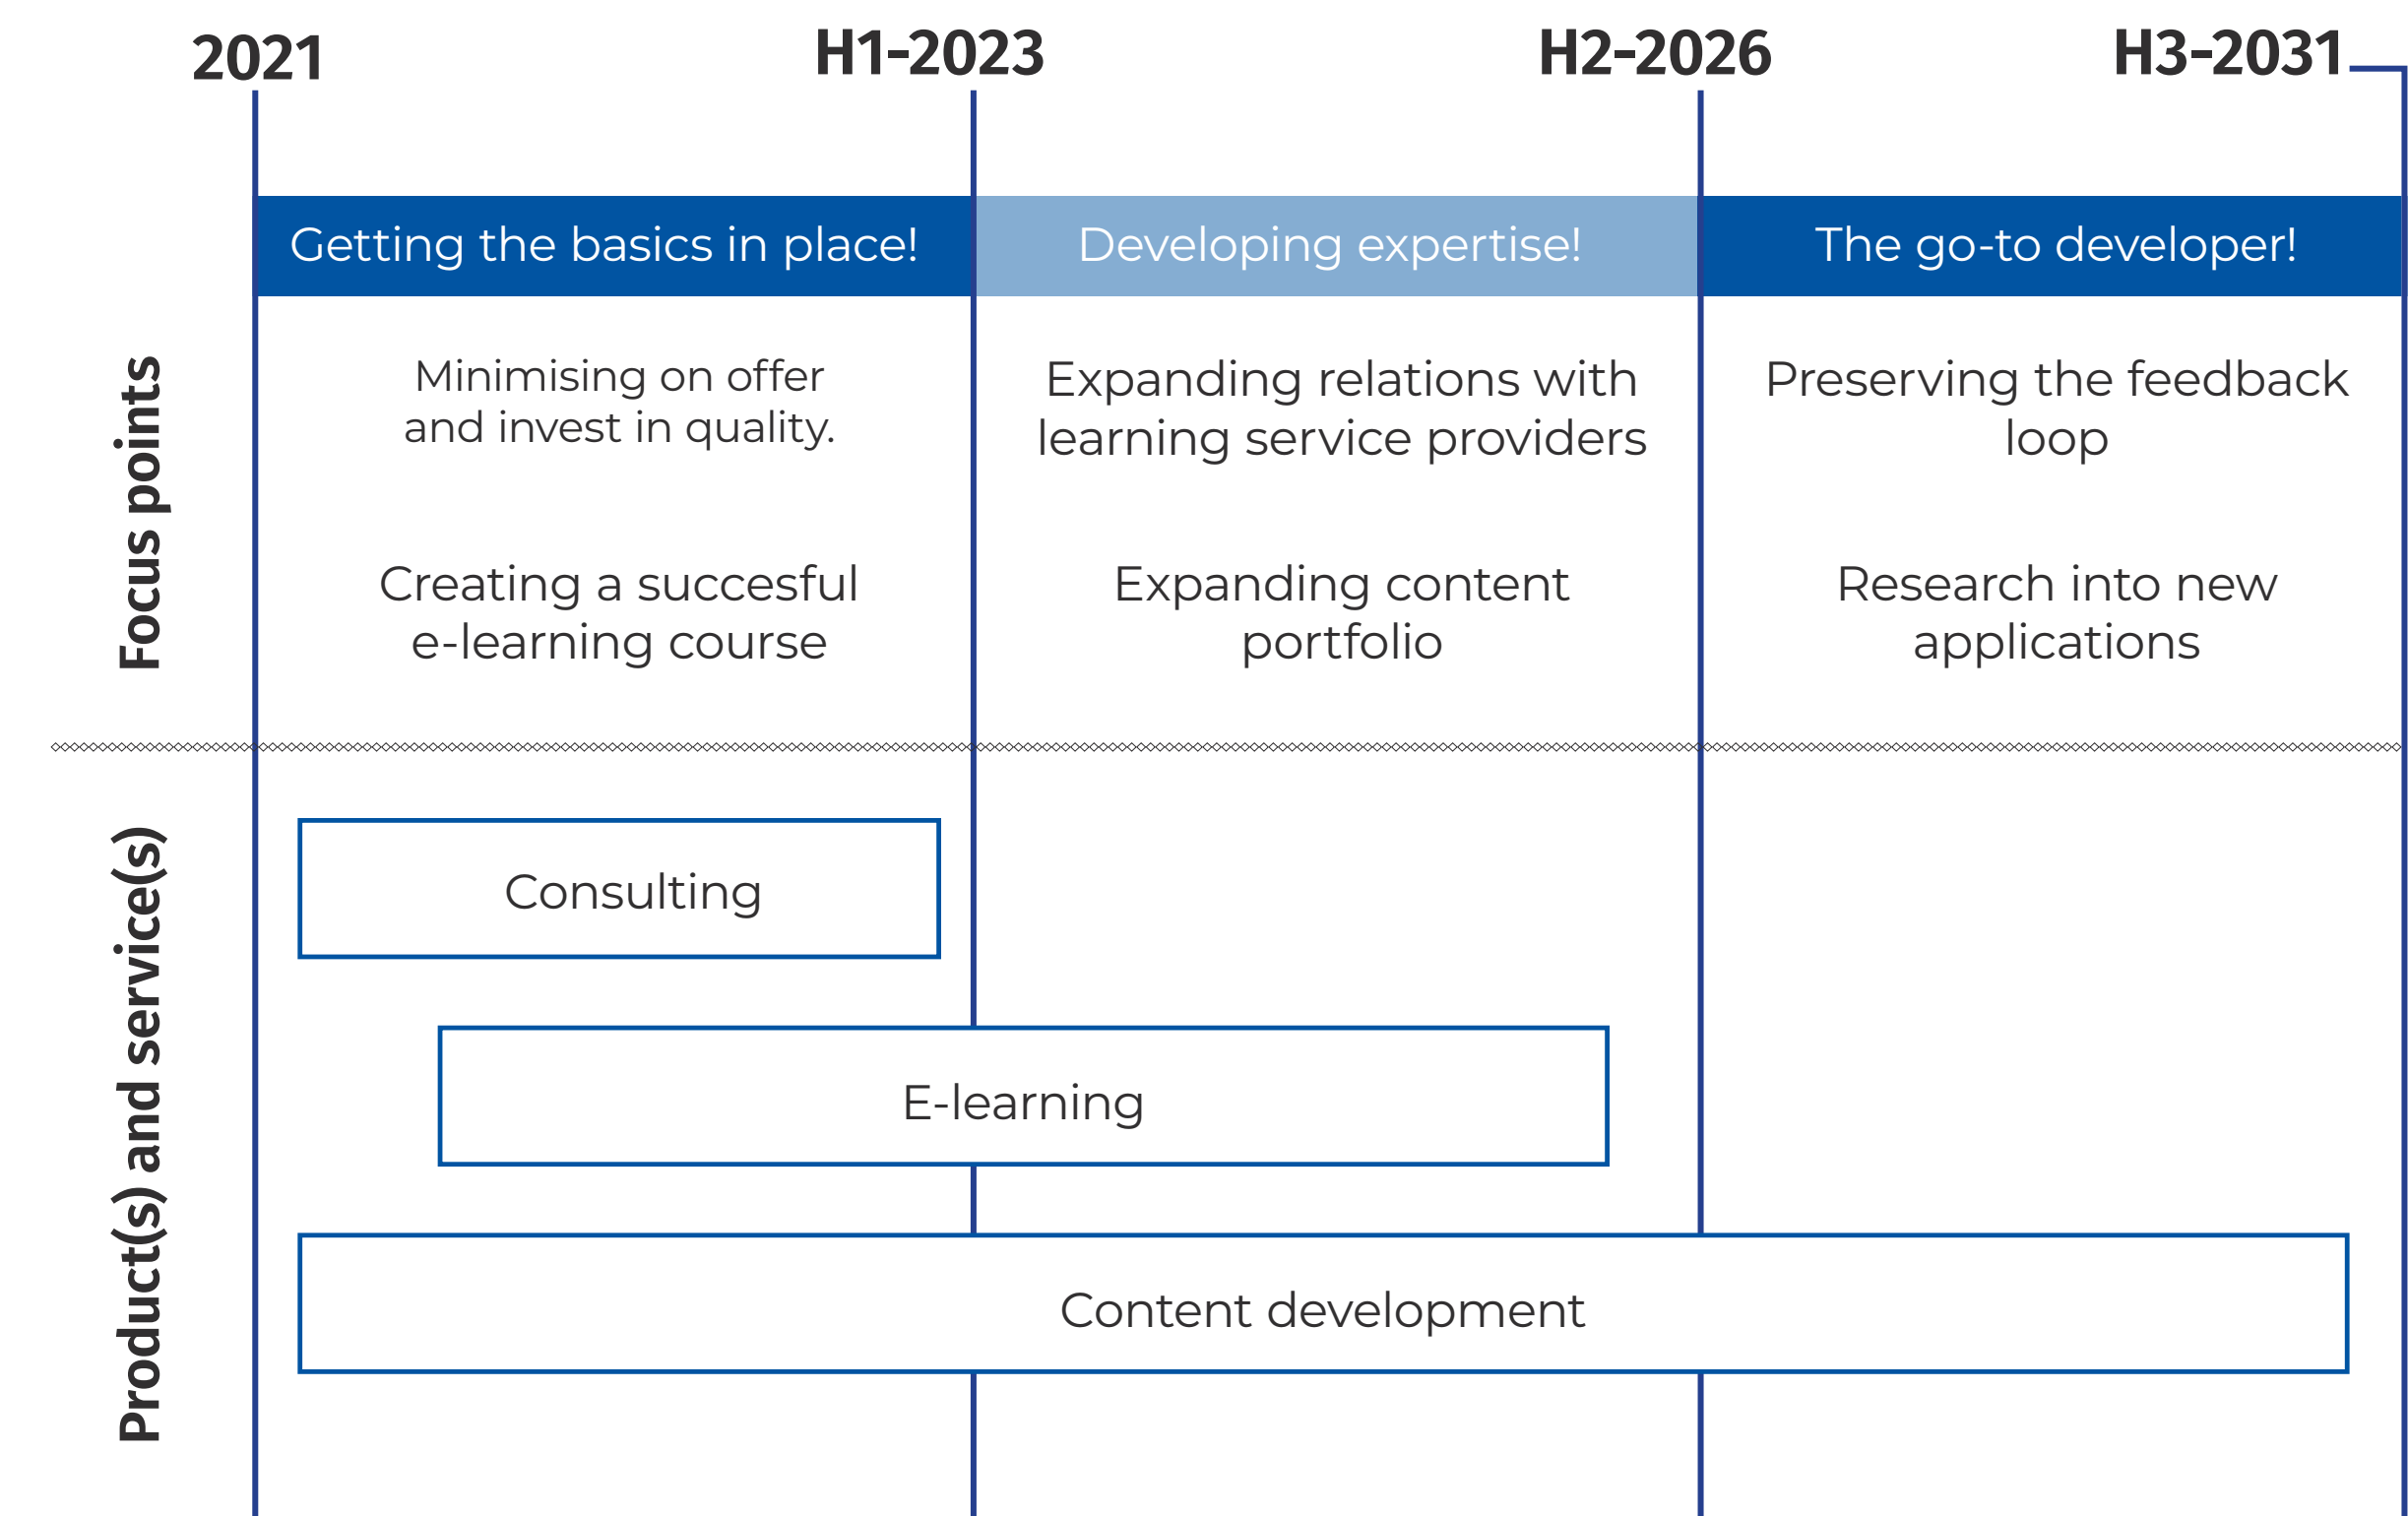 2021
H1-2023
H2-2026
H3-2031
Getting the basics in place!
Developing expertise!
The go-to developer!
Focus points
Minimising on offer
and invest in quality.
Expanding relations with
learning service providers
Preserving the feedback
loop
Creating a succesful
e-learning course
Expanding content
portfolio
Research into new
applications
Product(s) and service(s)
Consulting
E-learning
Content development